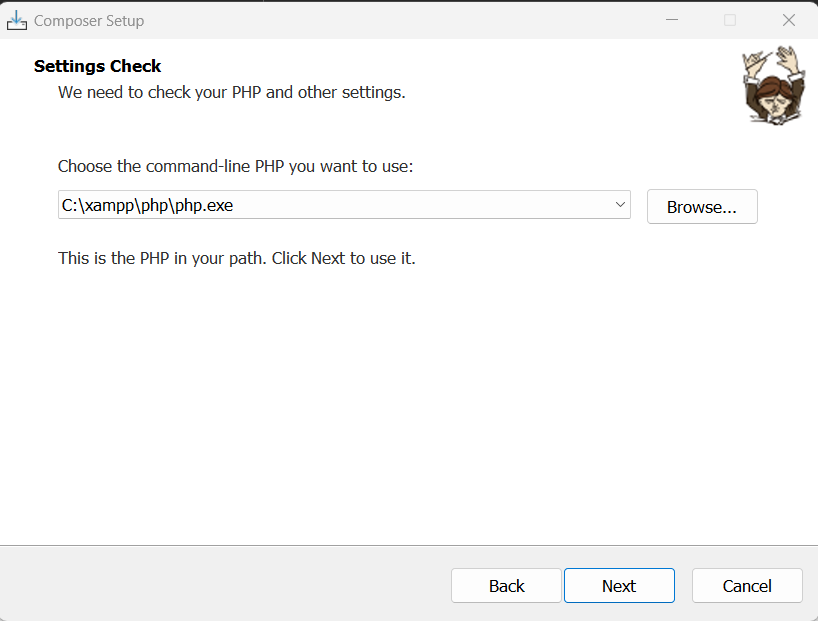 Composer Setup
Settings Check
We need to check your PHP and other settings.
Choose the command-line PHP you want to use:
C:\xampp\php\php.exe
Browse...
This is the PHP in your path. Click Next to use it.
Back
Next
Cancel